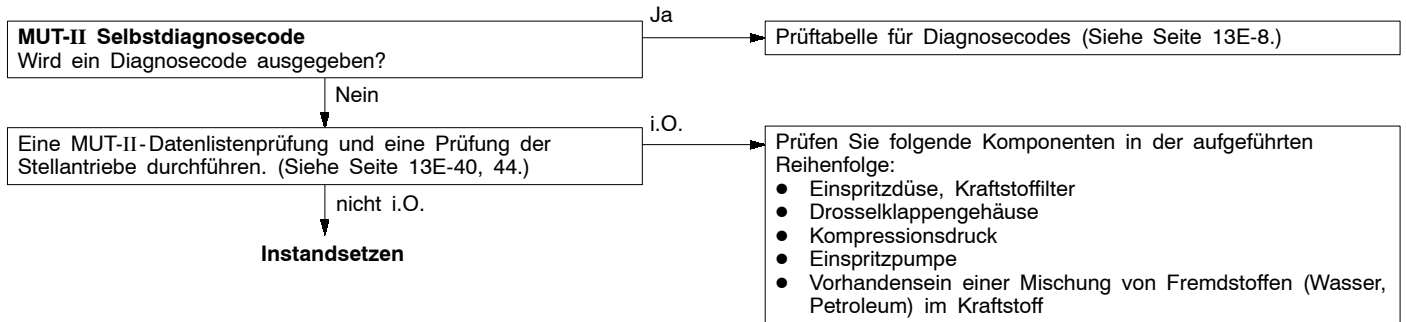 MUT-II Selbstdiagnosecode
Wird ein Diagnosecode ausgegeben?
Ja
Prüftabelle für Diagnosecodes (Siehe Seite 13E-8.)
Nein
Eine MUT-II-Datenlistenprüfung und eine Prüfung der
Stellantriebe durchführen. (Siehe Seite 13E-40, 44.)
i.O.
Prüfen Sie folgende Komponenten in der aufgeführten
Reihenfolge:
● Einspritzdüse, Kraftstoffilter
● Drosselklappengehäuse
● Kompressionsdruck
● Einspritzpumpe
● Vorhandensein einer Mischung von Fremdstoffen (Wasser,
Petroleum) im Kraftstoff
nicht i.O.
Instandsetzen